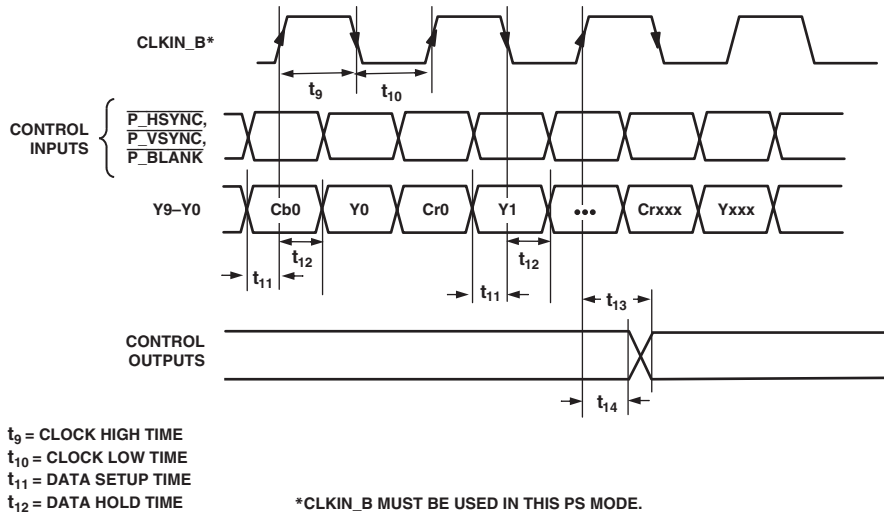 CLKIN_B*
t9
t10
CONTROL
INPUTS
P_HSYNC,
P_VSYNC,
P_BLANK
Y9–Y0
Cb0
Y0
Cr0
Y1
•••
Crxxx
Yxxx
t12
t11
t12
t11
t13
CONTROL
OUTPUTS
t14
t9 = CLOCK HIGH TIME
t10 = CLOCK LOW TIME
t11 = DATA SETUP TIME
t12 = DATA HOLD TIME
*CLKIN_B MUST BE USED IN THIS PS MODE.